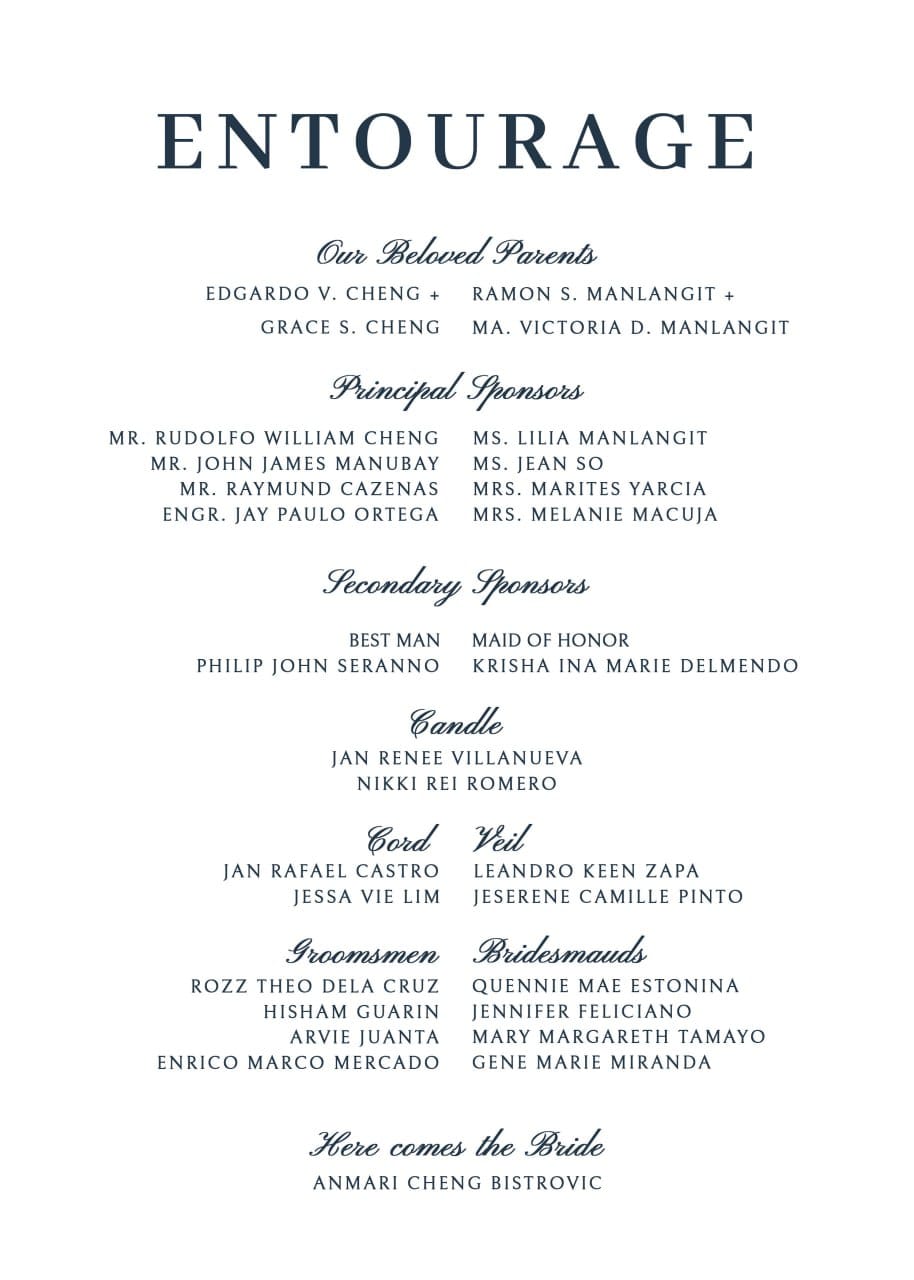 ENTOURAGE
Our Beloved Parents
EDGARDO V. CHENG + RAMON S. MANLANGIT +
GRACE S. CHENG MA. VICTORIA D. MANLANGIT
Principal Sponsors
MR. RUDOLFO WILLIAM CHENG MS. LILIA MANLANGIT
MR. JOHN JAMES MANUBAY MS. JEAN SO
MR. RAYMUND CAZENAS MRS. MARITES YARCIA
ENGR. JAY PAULO ORTEGA MRS. MELANIE MACUJA
Secondary Sponsors
BEST MAN MAID OF HONOR
PHILIP JOHN SERANNO KRISHA INA MARIE DELMENDO
Candle
JAN RENEE VILLANUEVA
NIKKI REI ROMERO
Cord Veil
JAN RAFAEL CASTRO LEANDRO KEEN ZAPA
JESSA VIE LIM JESERENE CAMILLE PINTO
Groomsmen Bridesmauds
ROZZ THEO DELA CRUZ QUENNIE MAE ESTONINA
HISHAM GUARIN JENNIFER FELICIANO
ARVIE JUANTA MARY MARGARETH TAMAYO
ENRICO MARCO MERCADO GENE MARIE MIRANDA
Here comes the Bride
ANMARI CHENG BISTROVIC